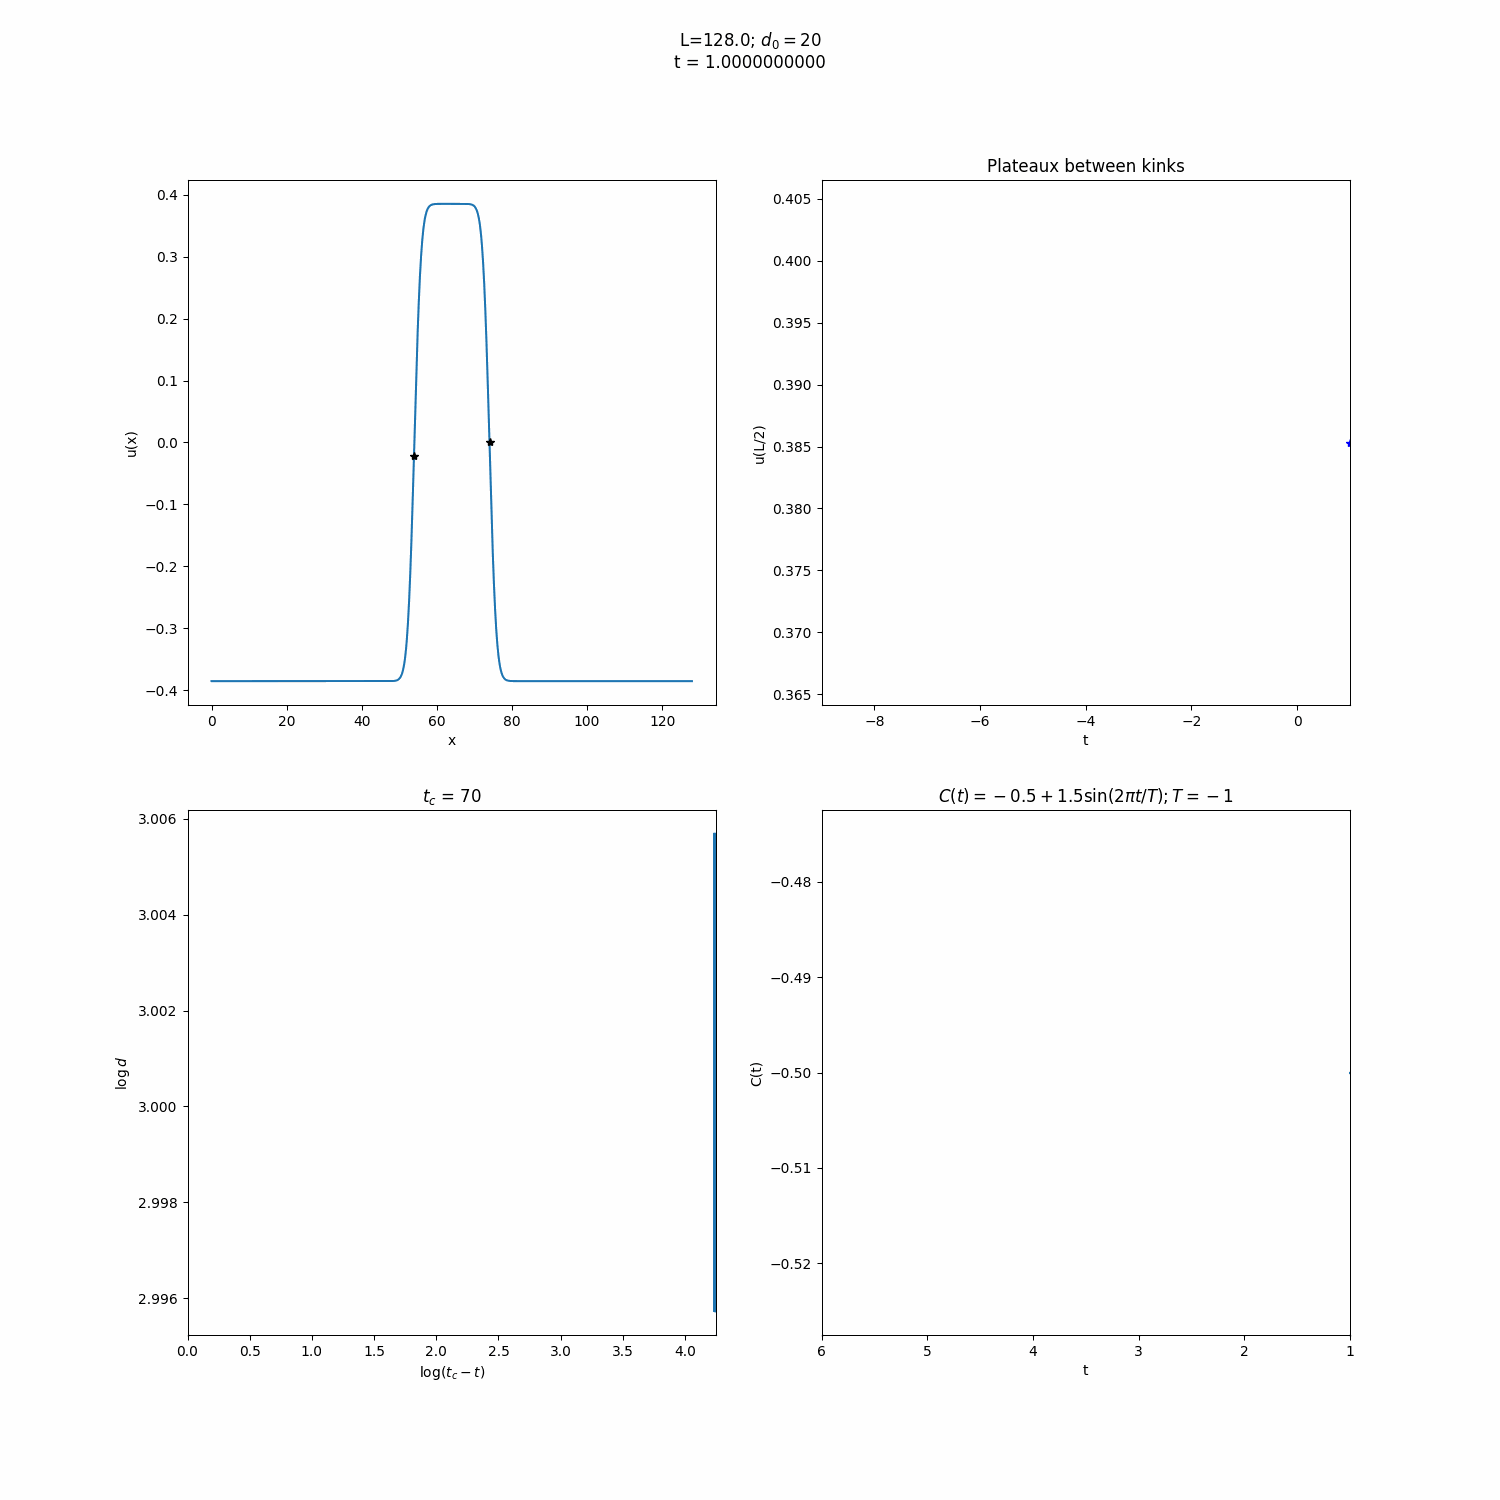 L=128.0; d₀ = 20
t = 1.0000000000
0.4
0.3
0.2
0.1
0.0
−0.1
−0.2
−0.3
−0.4
u(x)
0 20 40 60 80 100 120
x
Plateaux between kinks
0.405
0.400
0.395
0.390
0.385
0.380
0.375
0.370
0.365
u(L/2)
−8 −6 −4 −2 0
t
t_c = 70
3.006
3.004
3.002
3.000
2.998
2.996
log d
0.0 0.5 1.0 1.5 2.0 2.5 3.0 3.5 4.0
log(t_c − t)
C(t) = − 0.5 + 1.5sin(2πt/T); T = − 1
−0.48
−0.49
−0.50
−0.51
−0.52
C(t)
6 5 4 3 2 1
t